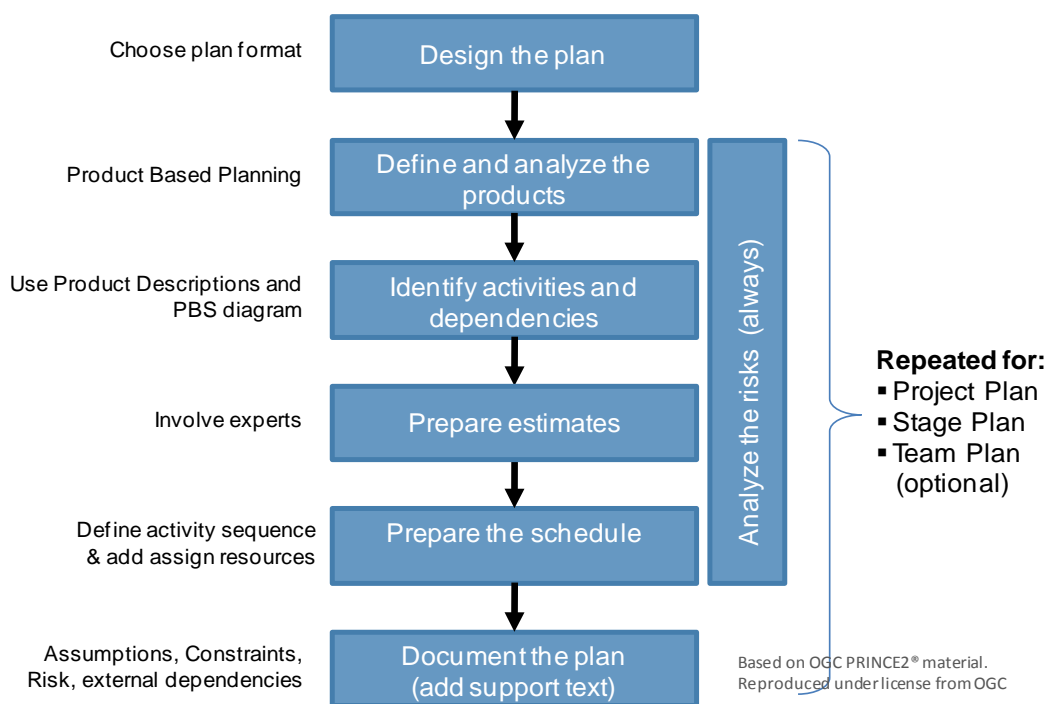 Choose plan format
Design the plan
Product Based Planning
Define and analyze the
products
Use Product Descriptions and
PBS diagram
Identify activities and
dependencies
Involve experts
Prepare estimates
Define activity sequence
& add assign resources
Prepare the schedule
Assumptions, Constraints,
Risk, external dependencies
Document the plan
(add support text)
Analyze the risks (always)
Repeated for:
▪ Project Plan
▪ Stage Plan
▪ Team Plan
(optional)
Based on OGC PRINCE2® material.
Reproduced under license from OGC